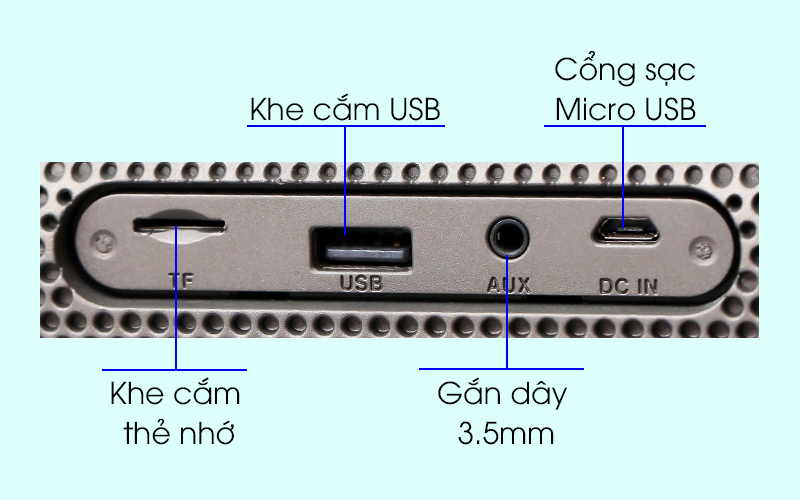 Cổng sạc
Micro USB
Khe cắm USB
TF
USB
AUX
DC IN
Khe cắm
thẻ nhớ
Gắn dây
3.5mm